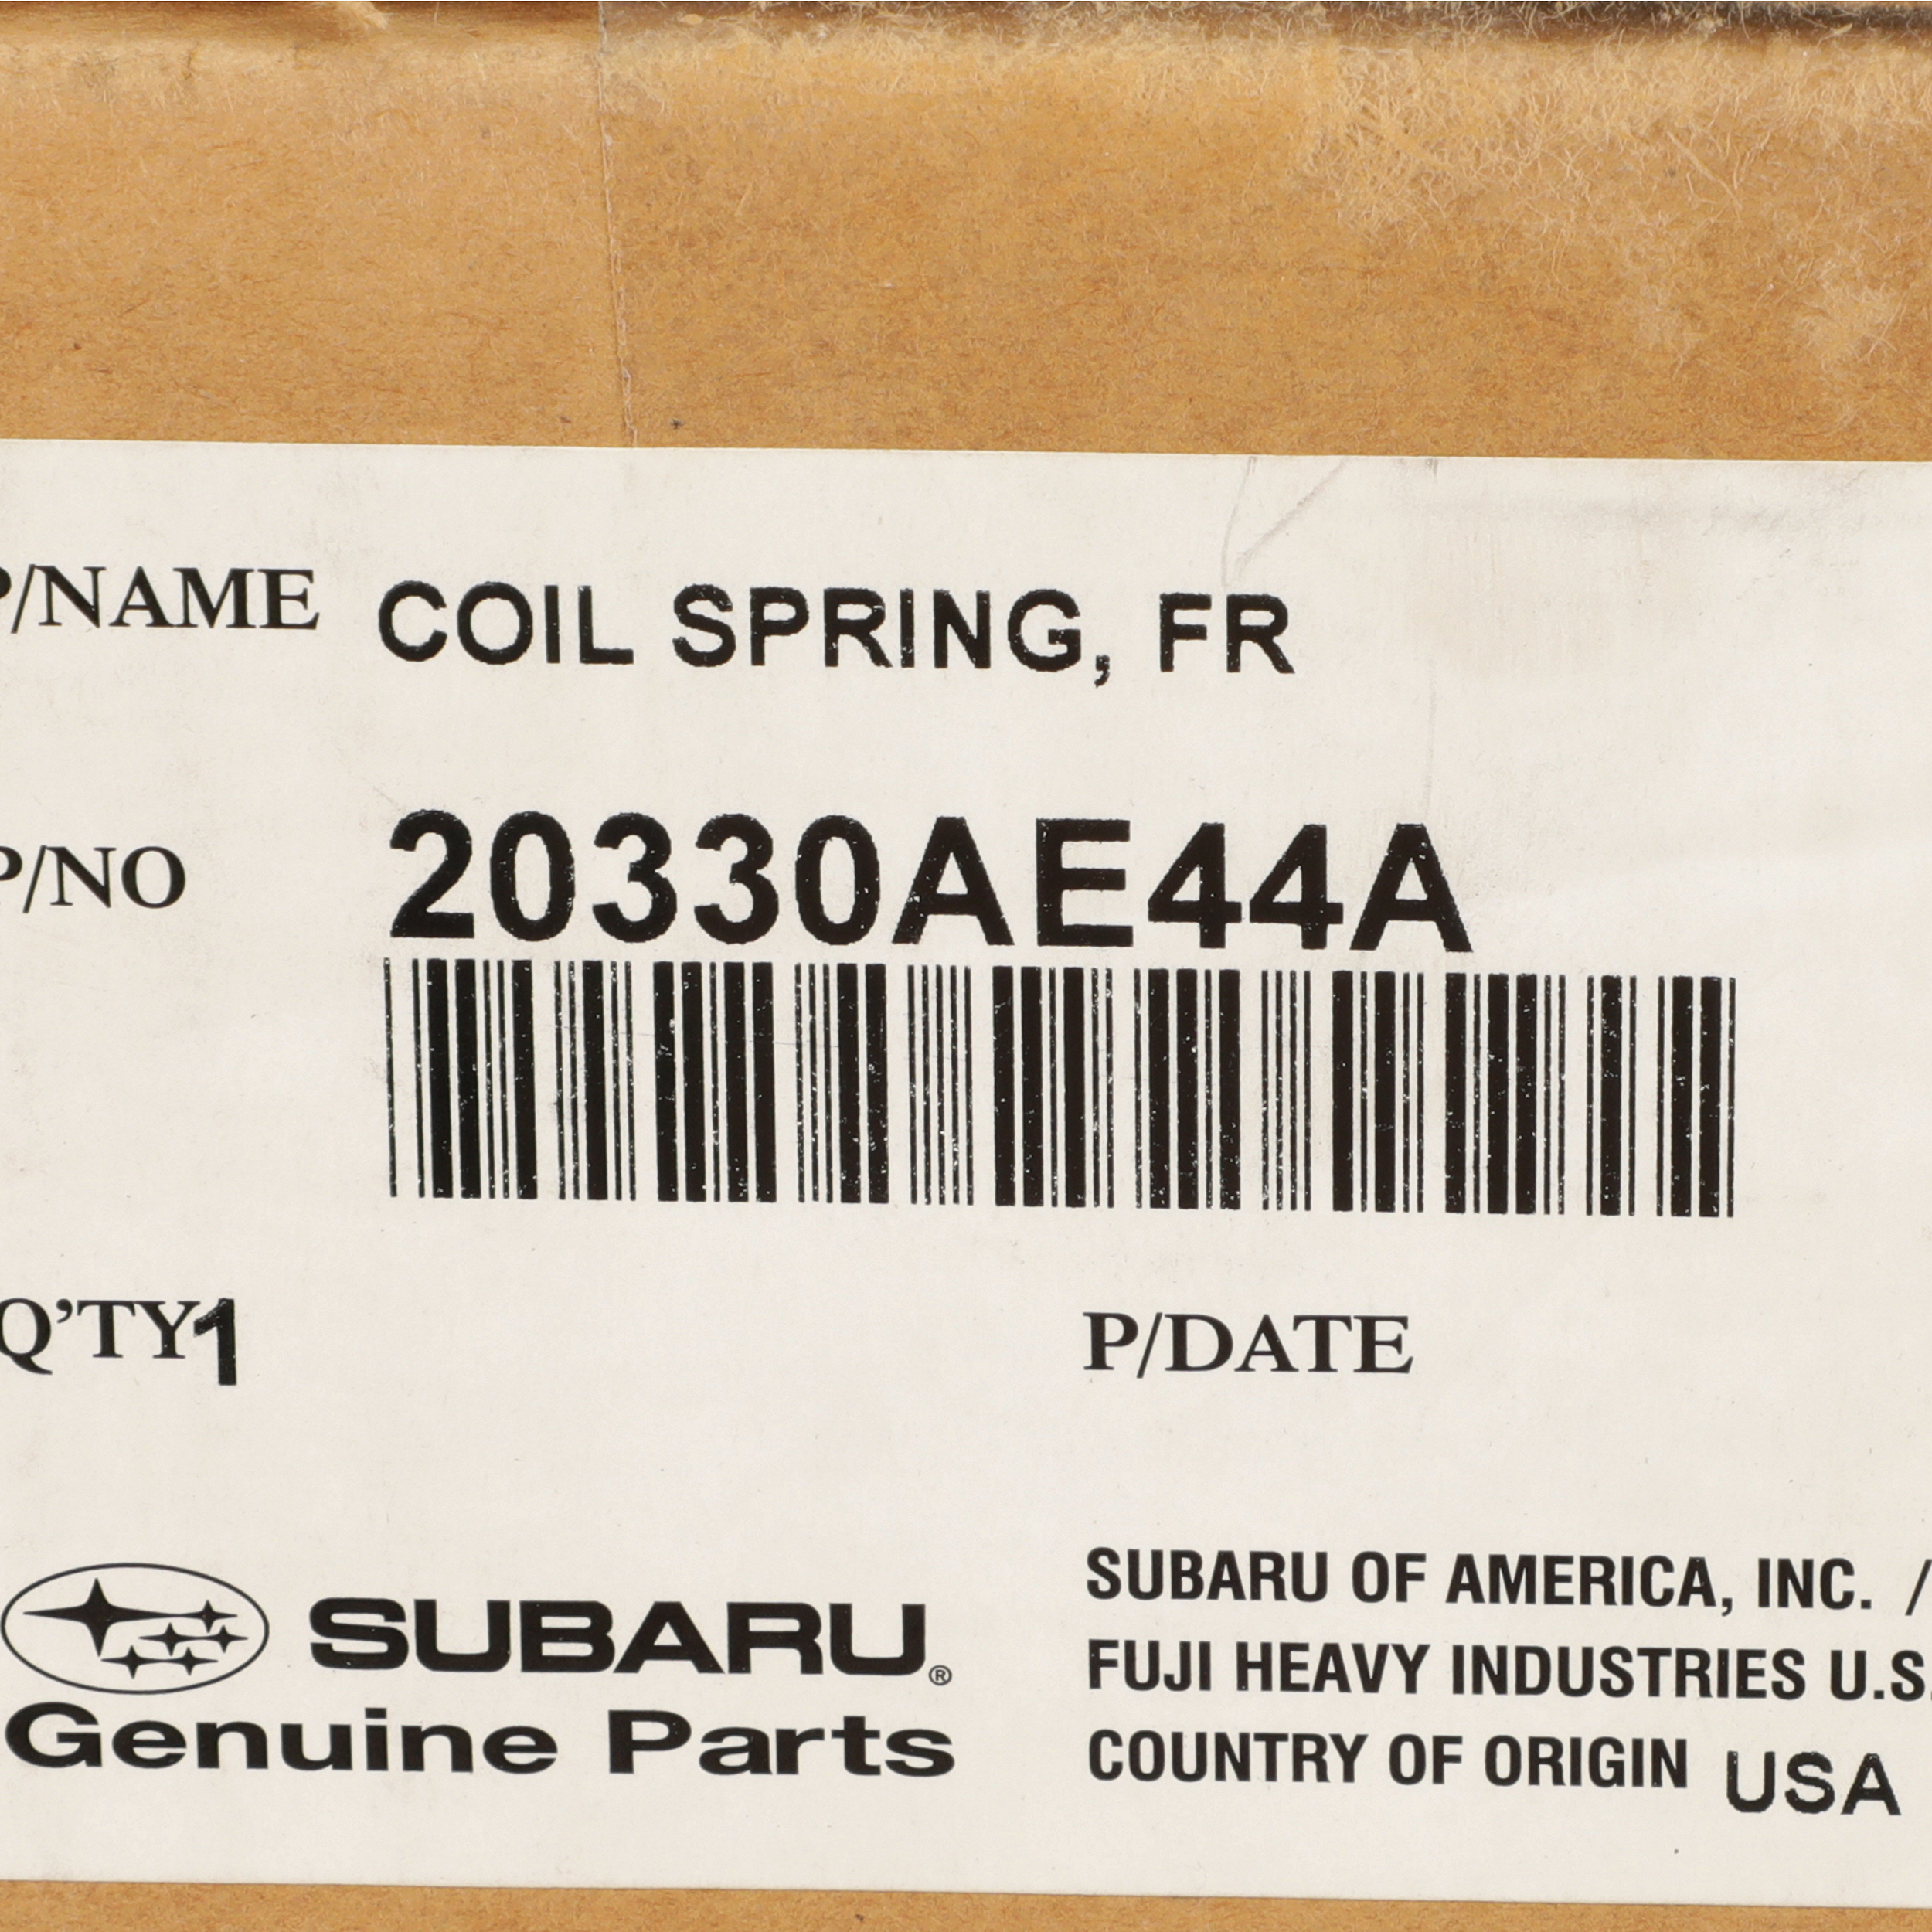 P/NAME COIL SPRING, FR
P/NO 20330AE44A
Q'TY 1 P/DATE
SUBARU®
Genuine Parts
SUBARU OF AMERICA, INC. /
FUJI HEAVY INDUSTRIES U.S.
COUNTRY OF ORIGIN USA